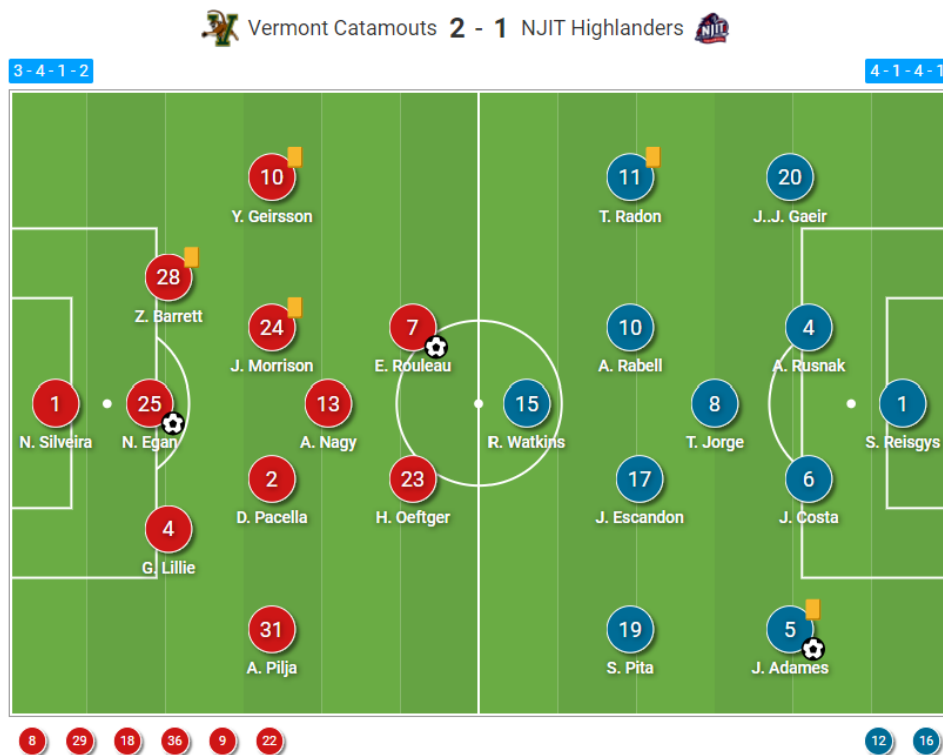 Vermont Catamouts 2 - 1 NJIT Highlanders
NJIT
3 - 4 - 1 - 2
4 - 1 - 4 - 1
10
Y. Geirsson
11
T. Radon
20
J..J. Gaeir
28
Z. Barrett
24
J. Morrison
7
E. Rouleau
10
A. Rabell
4
A. Rusnak
1
N. Silveira
25
N. Egan
13
A. Nagy
15
R. Watkins
8
T. Jorge
1
S. Reisgys
2
D. Pacella
23
H. Oeftger
17
J. Escandon
6
J. Costa
4
G. Lillie
31
A. Pilja
19
S. Pita
5
J. Adames
8 29 18 36 9 22 12 16